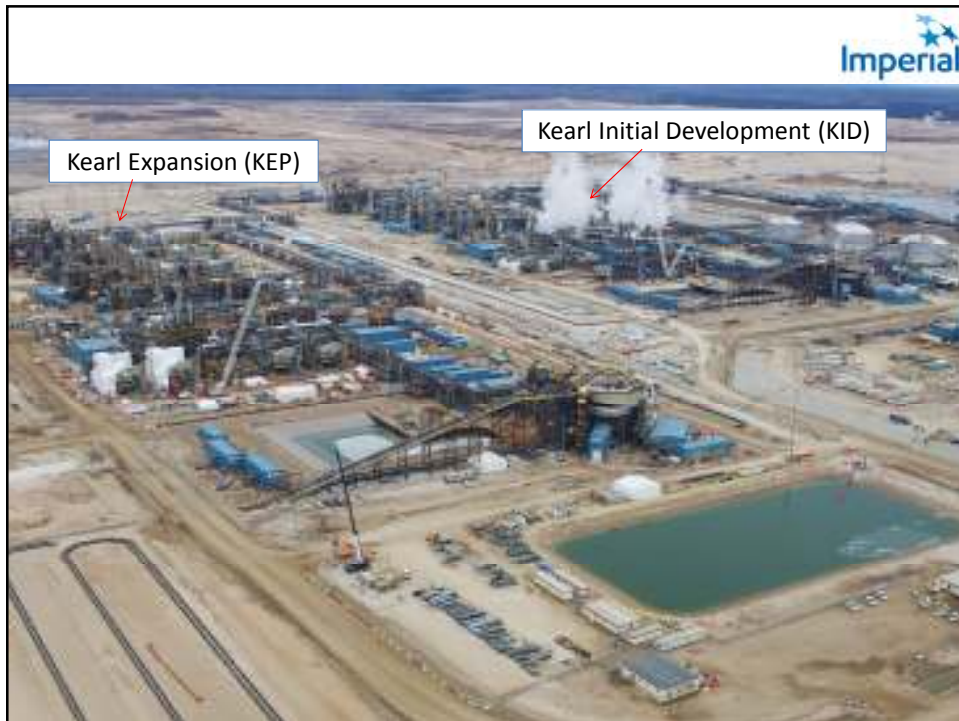 Imperial
Kearl Initial Development (KID)
Kearl Expansion (KEP)